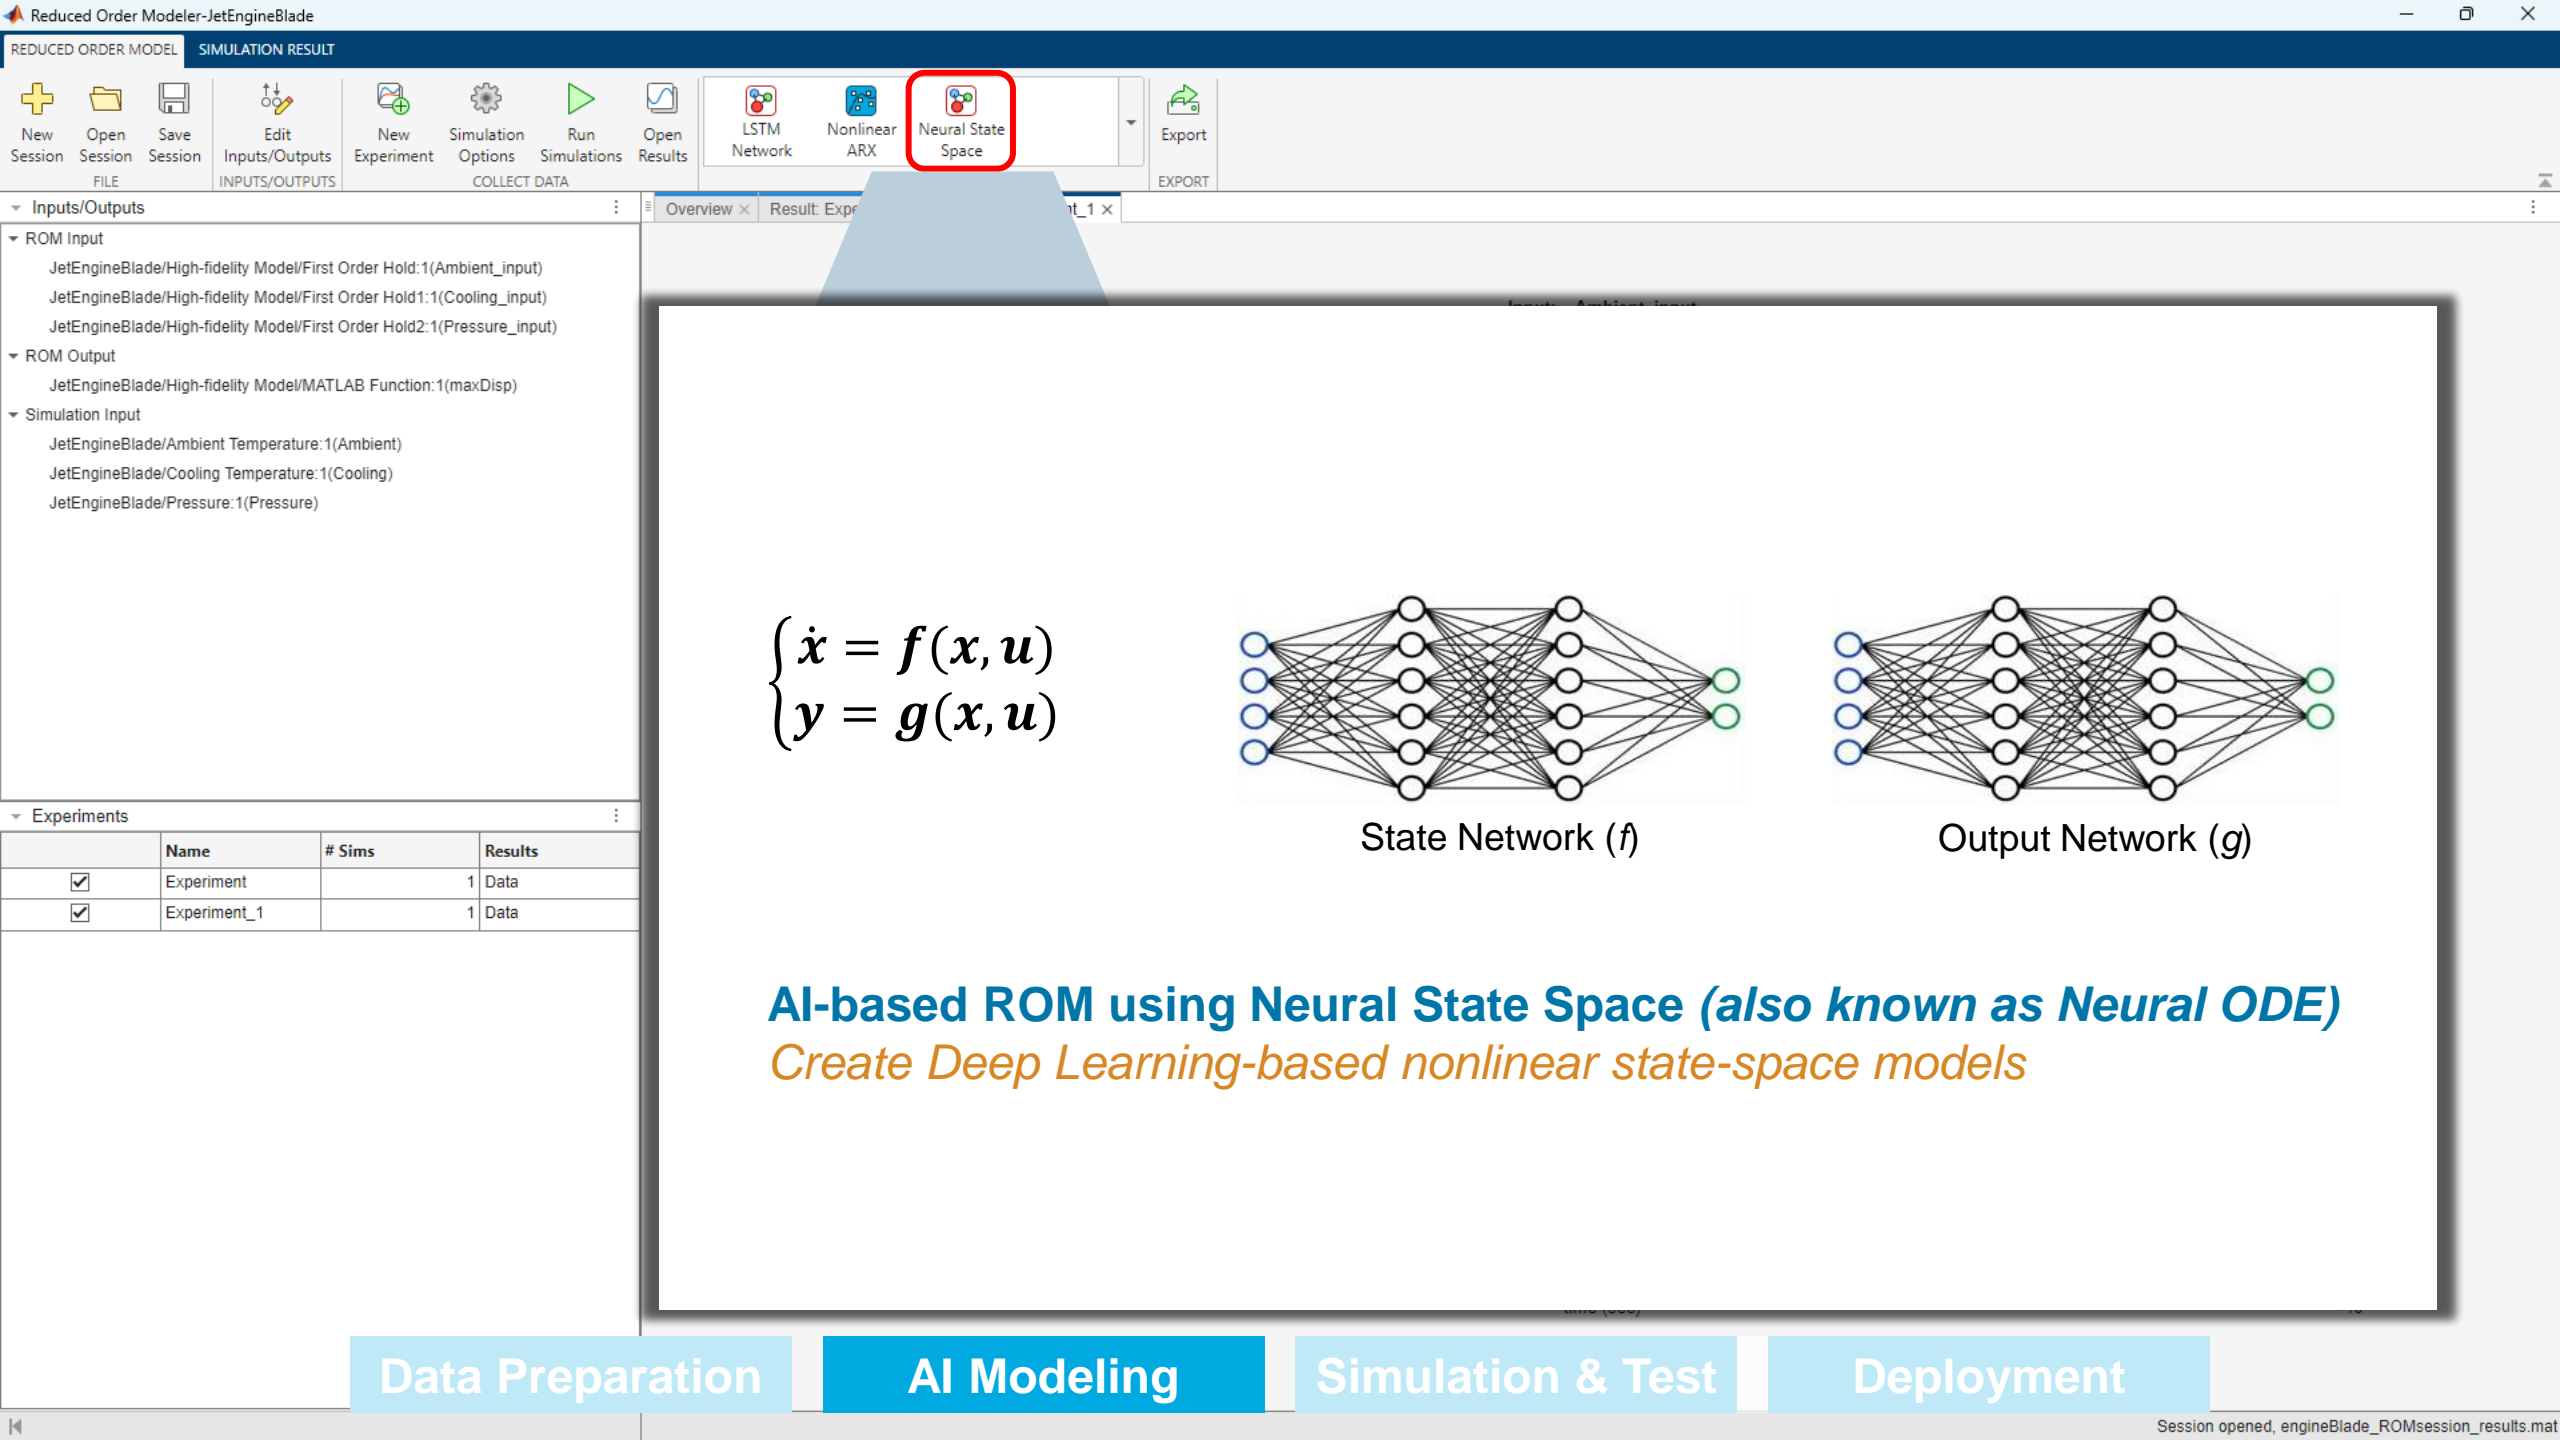 Reduced Order Modeler-JetEngineBlade
REDUCED ORDER MODEL SIMULATION RESULT
New Session
Open Session
Save Session
FILE
Edit Inputs/Outputs
INPUTS/OUTPUTS
New Experiment
Simulation Options
Run Simulations
Open Results
COLLECT DATA
LSTM Network
Nonlinear ARX
Neural State Space
Export
EXPORT
Inputs/Outputs
ROM Input
JetEngineBlade/High-fidelity Model/First Order Hold:1(Ambient_input)
JetEngineBlade/High-fidelity Model/First Order Hold1:1(Cooling_input)
JetEngineBlade/High-fidelity Model/First Order Hold2:1(Pressure_input)
ROM Output
JetEngineBlade/High-fidelity Model/MATLAB Function:1(maxDisp)
Simulation Input
JetEngineBlade/Ambient Temperature:1(Ambient)
JetEngineBlade/Cooling Temperature:1(Cooling)
JetEngineBlade/Pressure:1(Pressure)
Experiments
Name # Sims Results
Experiment 1 Data
Experiment_1 1 Data
Overview Result: Expe nt_1
ẋ = f(x, u)
y = g(x, u)
State Network (f)
Output Network (g)
AI-based ROM using Neural State Space (also known as Neural ODE)
Create Deep Learning-based nonlinear state-space models
Data Preparation AI Modeling Simulation & Test Deployment
Session opened, engineBlade_ROMsession_results.mat